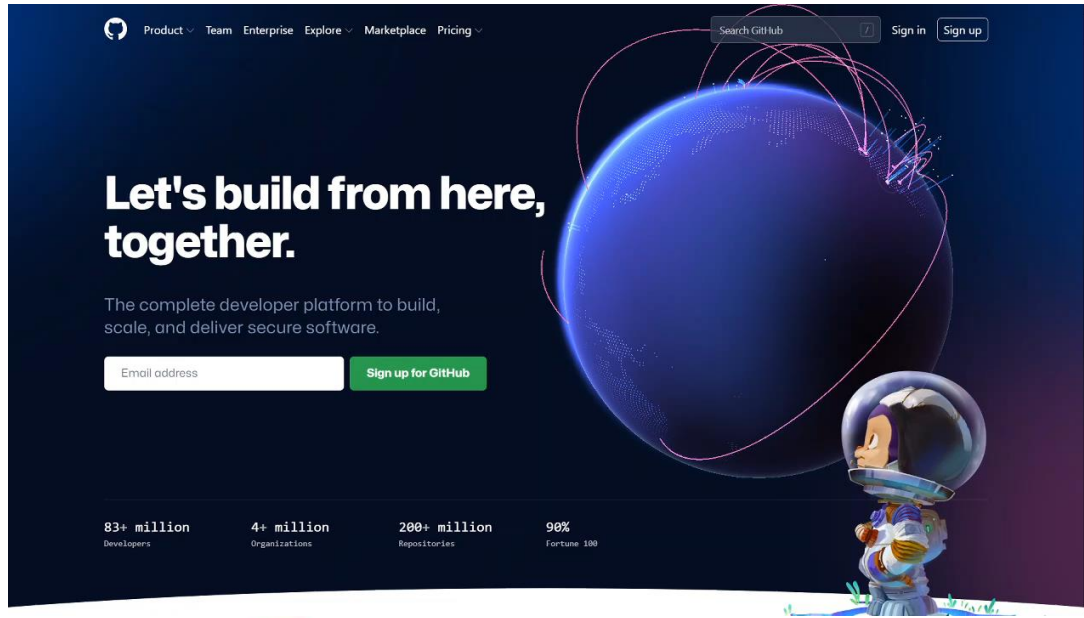 Product Team Enterprise Explore Marketplace Pricing Search GitHub / Sign in Sign up
Let's build from here,
together.
The complete developer platform to build,
scale, and deliver secure software.
Email address Sign up for GitHub
83+ million 4+ million 200+ million 90%
Developers Organizations Repositories Fortune 100